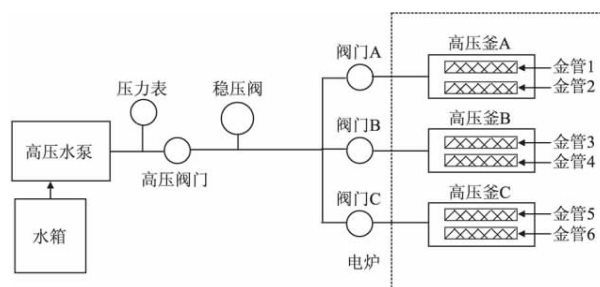 阀门A
高压釜A
金管1
金管2
压力表
稳压阀
高压水泵
高压阀门
阀门B
高压釜B
金管3
金管4
水箱
阀门C
高压釜C
金管5
金管6
电炉